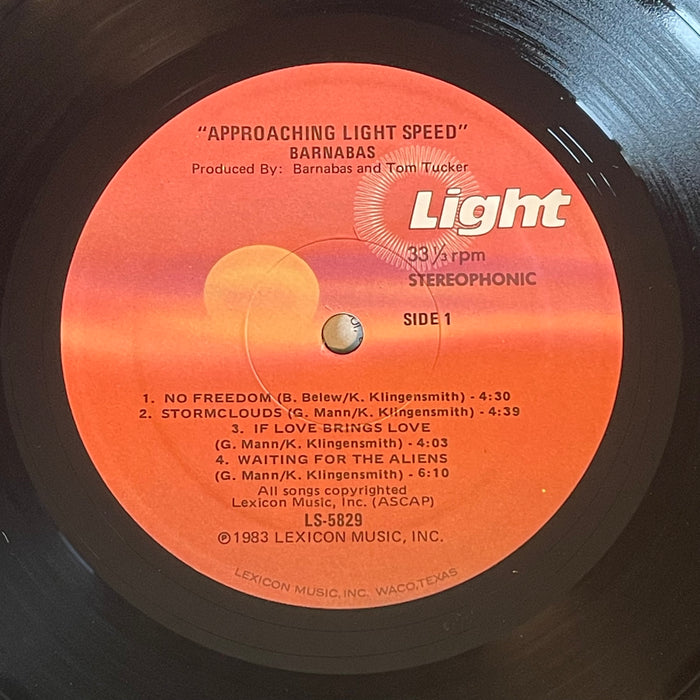 "APPROACHING LIGHT SPEED"
BARNABAS
Produced By: Barnabas and Tom Tucker
Light
33 1/3 rpm
STEREOPHONIC
SIDE 1
1. NO FREEDOM (B. Belew/K. Klingensmith) - 4:30
2. STORMCLOUDS (G. Mann/K. Klingensmith) - 4:39
3. IF LOVE BRINGS LOVE
(G. Mann/K. Klingensmith) - 4:03
4. WAITING FOR THE ALIENS
(G. Mann/K. Klingensmith) - 6:10
All songs copyrighted
Lexicon Music, Inc. (ASCAP)
LS-5829
℗1983 LEXICON MUSIC, INC.
LEXICON MUSIC, INC. WACO, TEXAS